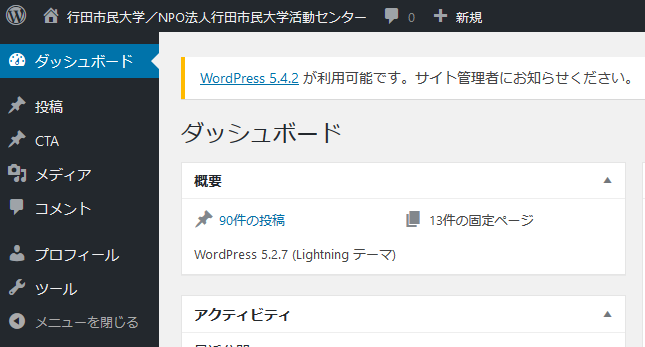 行田市民大学／NPO法人行田市民大学活動センター 0 新規
ダッシュボード
投稿
CTA
メディア
コメント
プロフィール
ツール
メニューを閉じる
WordPress 5.4.2 が利用可能です。サイト管理者にお知らせください。
ダッシュボード
概要
90件の投稿 13件の固定ページ
WordPress 5.2.7 (Lightning テーマ)
アクティビティ